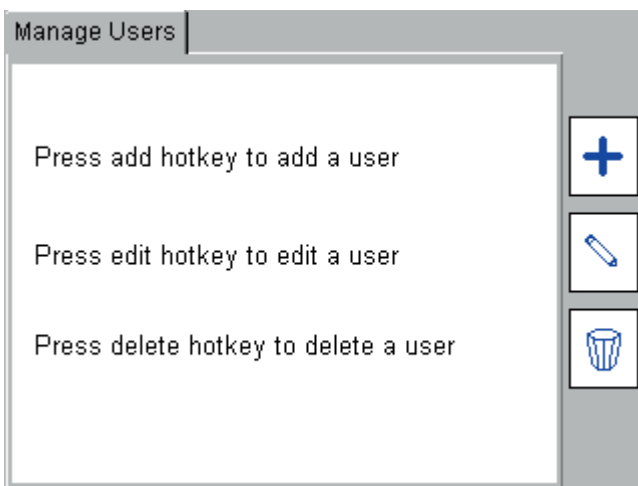 Manage Users
Press add hotkey to add a user
Press edit hotkey to edit a user
Press delete hotkey to delete a user